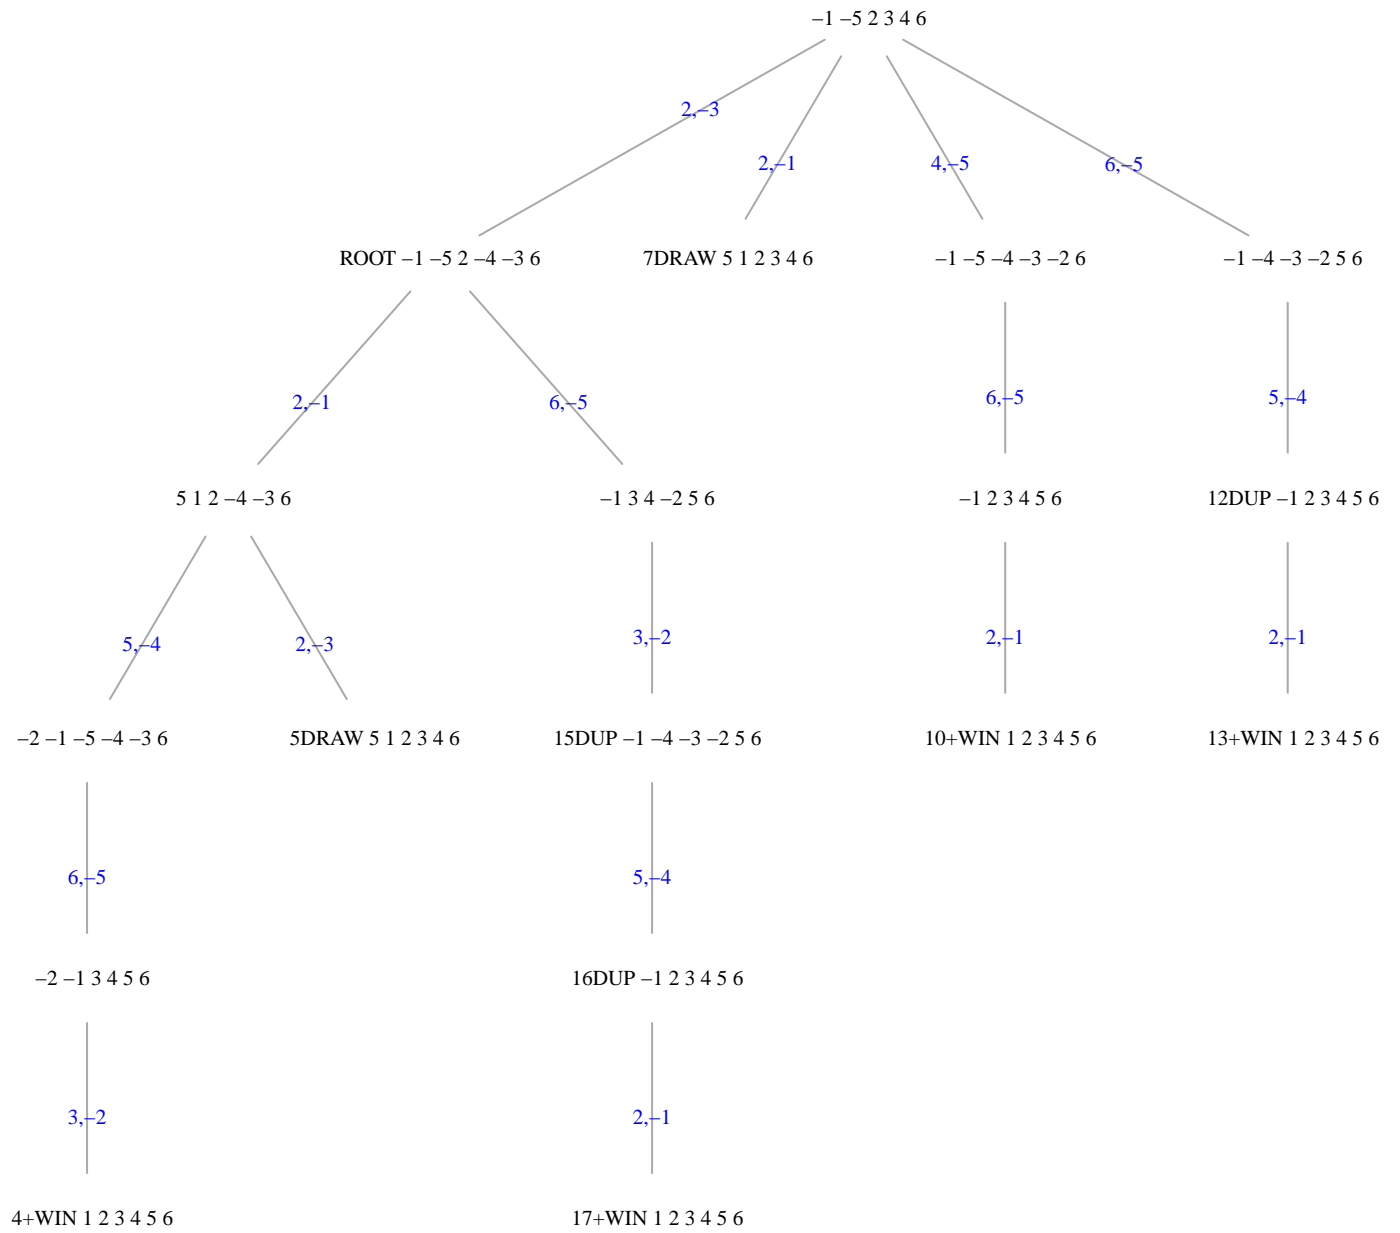 –1 –5 2 3 4 6
2,–3
2,–1
4,–5
6,–5
ROOT –1 –5 2 –4 –3 6
7DRAW 5 1 2 3 4 6
–1 –5 –4 –3 –2 6
–1 –4 –3 –2 5 6
2,–1
6,–5
6,–5
5,–4
5 1 2 –4 –3 6
–1 3 4 –2 5 6
–1 2 3 4 5 6
12DUP –1 2 3 4 5 6
5,–4
2,–3
3,–2
2,–1
2,–1
–2 –1 –5 –4 –3 6
5DRAW 5 1 2 3 4 6
15DUP –1 –4 –3 –2 5 6
10+WIN 1 2 3 4 5 6
13+WIN 1 2 3 4 5 6
6,–5
5,–4
–2 –1 3 4 5 6
16DUP –1 2 3 4 5 6
3,–2
2,–1
4+WIN 1 2 3 4 5 6
17+WIN 1 2 3 4 5 6